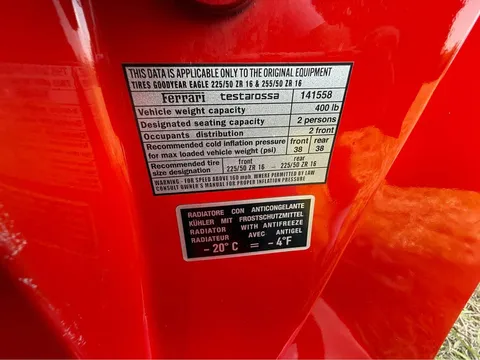 THIS DATA IS APPLICABLE ONLY TO THE ORIGINAL EQUIPMENT
TIRES GOODYEAR EAGLE 225/50 ZR 16 & 255/50 ZR 16
Ferrari testarossa 141558
Vehicle weight capacity 400 lb
Designated seating capacity 2 persons
Occupants distribution 2 front
Recommended cold inflation pressure front rear
for max loaded vehicle weight (psi) 38 38
Recommended tire front rear
size designation 225/50 ZR 16 - 225/50 ZR 16
WARNING - FOR SPEED ABOVE 160 mph. WHERE PERMITTED BY LAW
CONSULT OWNER'S MANUAL FOR PROPER INFLATION PRESSURE
RADIATORE CON ANTICONGELANTE
KÜHLER MIT FROSTSCHUTZMITTEL
RADIATOR WITH ANTIFREEZE
RADIATEUR AVEC ANTIGEL
- 20° C = - 4°F